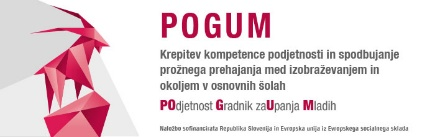 POGUM
Krepitev kompetence podjetnosti in spodbujanje
prožnega prehajanja med izobraževanjem in
okoljem v osnovnih šolah
POdjetnost Gradnik zaUpanja Mladih
Naložbo sofinancirata Republika Slovenija in Evropska unija iz Evropskega socialnega sklada